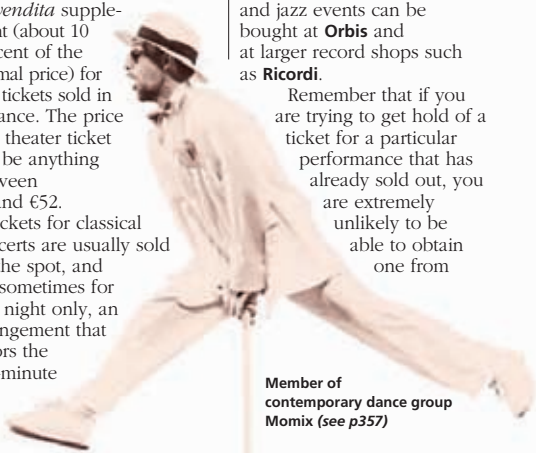 vendita supple-
nt (about 10
cent of the
mal price) for
tickets sold in
ance. The price
theater ticket
be anything
ween
and €52.
ckets for classical
certs are usually sold
he spot, and
sometimes for
night only, an
ngement that
ors the
minute
and jazz events can be
bought at Orbis and
at larger record shops such
as Ricordi.
Remember that if you
are trying to get hold of a
ticket for a particular
performance that has
already sold out, you
are extremely
unlikely to be
able to obtain
one from
Member of
contemporary dance group
Momix (see p357)